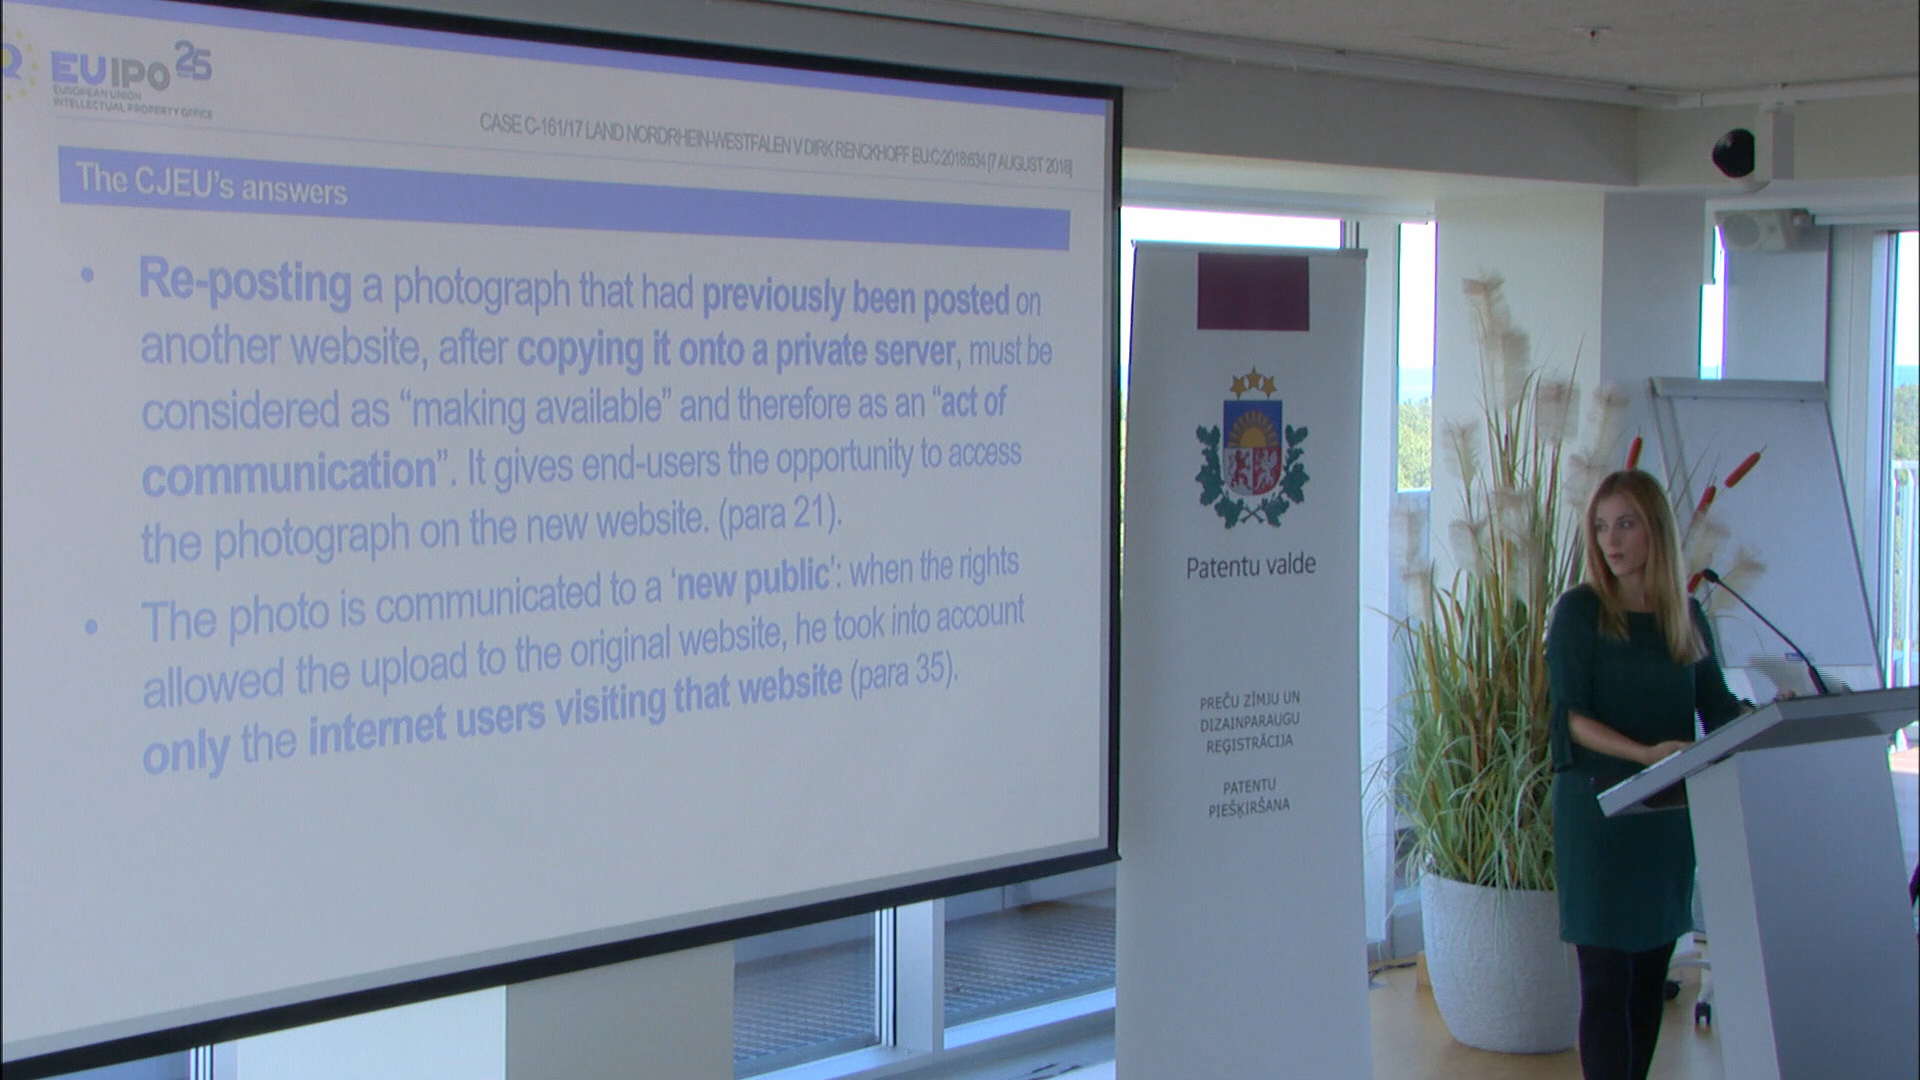 EUIPO 25
EUROPEAN UNION
INTELLECTUAL PROPERTY OFFICE
CASE C-161/17 LAND NORDRHEIN-WESTFALEN V DIRK RENCKHOFF EU:C:2018:634 [7 AUGUST 2018]
The CJEU's answers
• Re-posting a photograph that had previously been posted on
another website, after copying it onto a private server, must be
considered as “making available” and therefore as an “act of
communication”. It gives end-users the opportunity to access
the photograph on the new website. (para 21).
• The photo is communicated to a ‘new public’: when the rights
allowed the upload to the original website, he took into account
only the internet users visiting that website (para 35).
Patentu valde
PREČU ZĪMJU UN
DIZAINPARAUGU
REĢISTRĀCIJA
PATENTU
PIEŠĶIRŠANA